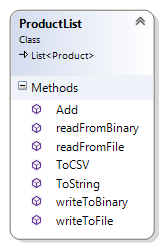 ProductList
Class
List<Product>
Methods
Add
readFromBinary
readFromFile
ToCSV
ToString
writeToBinary
writeToFile